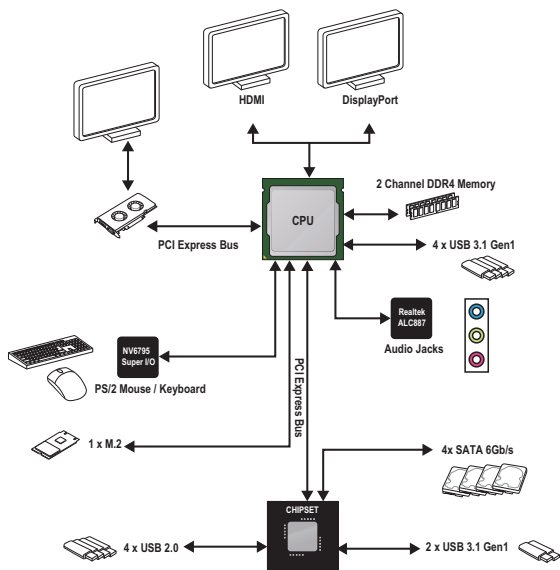 HDMI
DisplayPort
CPU
2 Channel DDR4 Memory
PCI Express Bus
4 x USB 3.1 Gen1
Realtek
ALC887
Audio Jacks
NV6795
Super I/O
PS/2 Mouse / Keyboard
PCI Express Bus
1 x M.2
4x SATA 6Gb/s
CHIPSET
4 x USB 2.0
2 x USB 3.1 Gen1